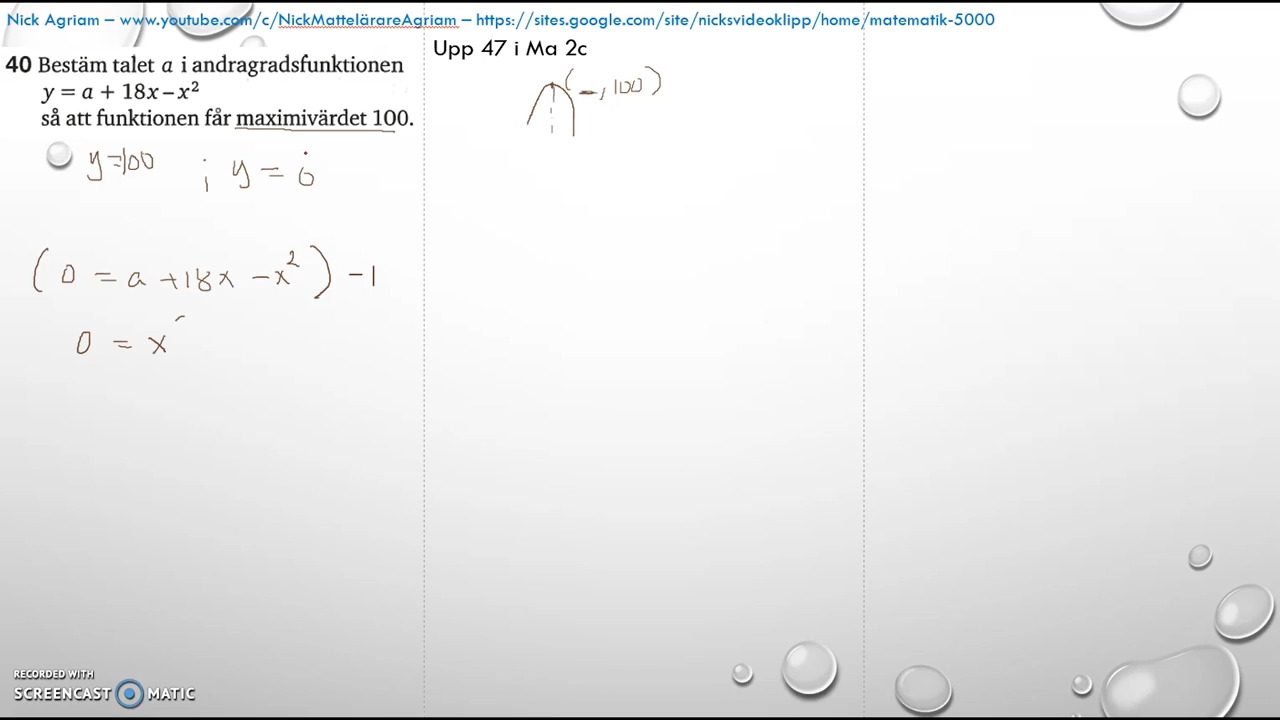 Nick Agriam – www.youtube.com/c/NickMattelärareAgriam – https://sites.google.com/site/nicksvideoklipp/home/matematik-5000
40 Bestäm talet a i andragradsfunktionen
y = a + 18x – x²
så att funktionen får maximivärdet 100.
y=100 i y = 0
(0 = a +18x -x²) -1
0 = x
Upp 47 i Ma 2c
(-, 100)
RECORDED WITH
SCREENCAST MATIC